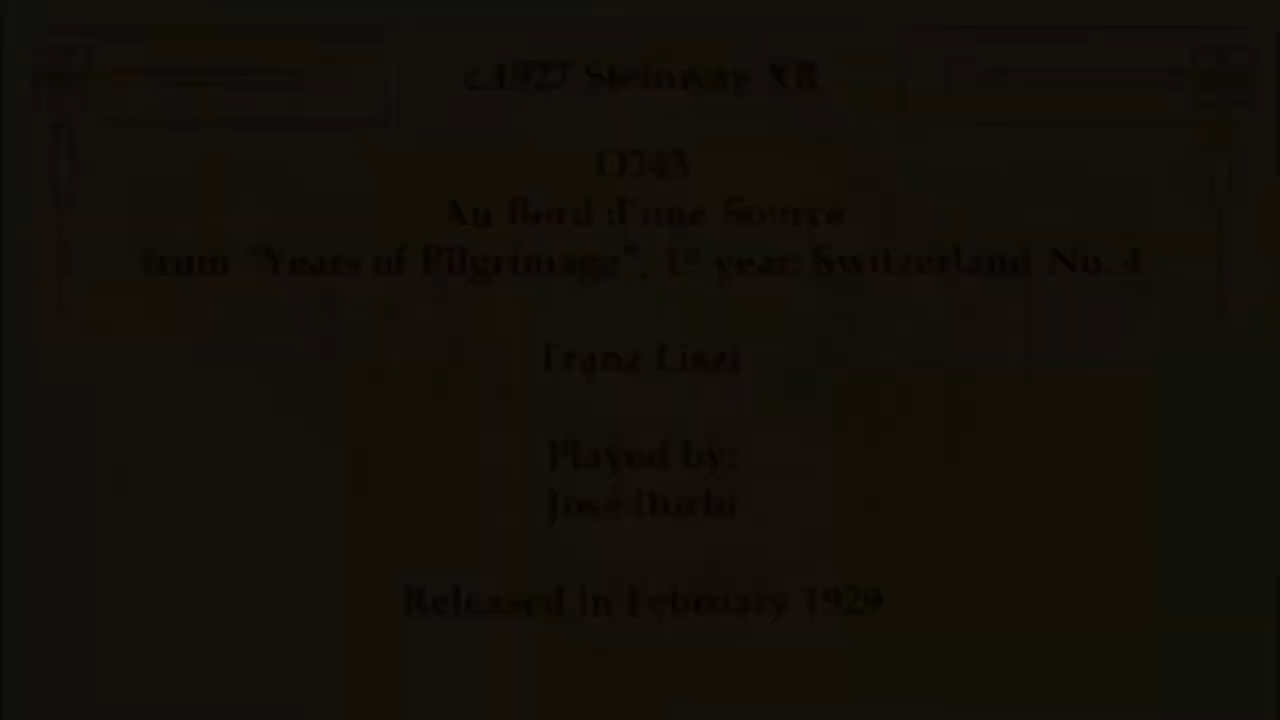 c.1927 Steinway XR
Au Bord d'une Source
from "Years of Pilgrimage", 1st year: Switzerland No. 4
Franz Liszt
Played by:
José Iturbi
Released in February 1929